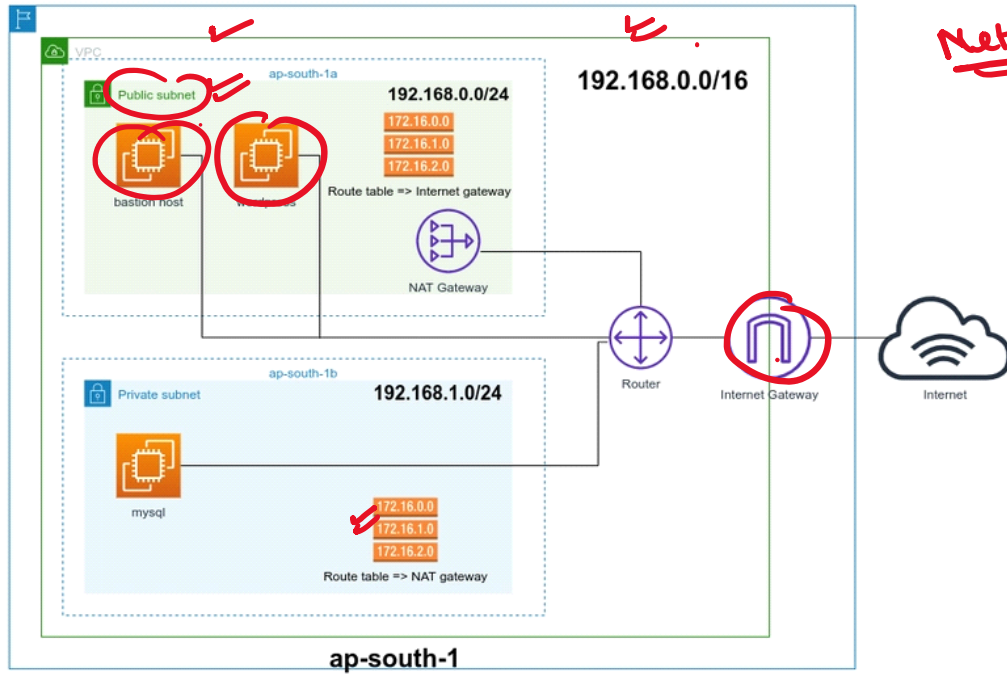 VPC
ap-south-1a
192.168.0.0/16
Public subnet
192.168.0.0/24
172.16.0.0
172.16.1.0
172.16.2.0
Route table => Internet gateway
bastion host
wordpress
NAT Gateway
ap-south-1b
Private subnet
192.168.1.0/24
Router
Internet Gateway
Internet
mysql
172.16.0.0
172.16.1.0
172.16.2.0
Route table => NAT gateway
ap-south-1